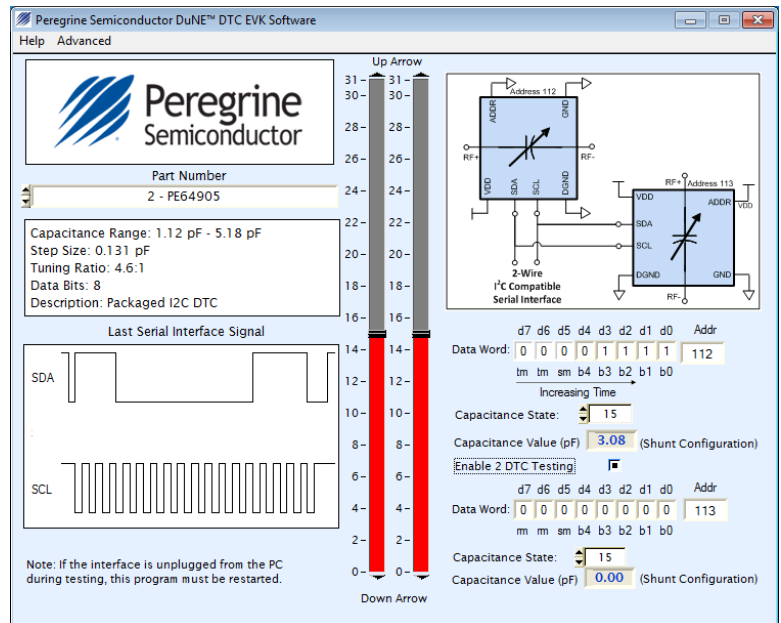 Peregrine Semiconductor DuNE™ DTC EVK Software
Help Advanced
Peregrine
Semiconductor
Part Number
2 - PE64905
Capacitance Range: 1.12 pF - 5.18 pF
Step Size: 0.131 pF
Tuning Ratio: 4.6:1
Data Bits: 8
Description: Packaged I2C DTC
Last Serial Interface Signal
SDA
SCL
Note: If the interface is unplugged from the PC
during testing, this program must be restarted.
Up Arrow
31 31
30 30
28 28
26 26
24 24
22 22
20 20
18 18
16 16
14 14
12 12
10 10
8 8
6 6
4 4
2 2
0 0
Down Arrow
Address 112
ADDR GND
RF+ RF-
VDD SDA SCL DGND
RF+ Address 113
VDD ADDR VDD
SDA
SCL
DGND GND
RF-
2-Wire
I²C Compatible
Serial Interface
d7 d6 d5 d4 d3 d2 d1 d0 Addr
Data Word: 0 0 0 0 1 1 1 1 112
tm tm sm b4 b3 b2 b1 b0
Increasing Time
Capacitance State: 15
Capacitance Value (pF) 3.08 (Shunt Configuration)
Enable 2 DTC Testing
d7 d6 d5 d4 d3 d2 d1 d0 Addr
Data Word: 0 0 0 0 0 0 0 0 113
rm rm sm b4 b3 b2 b1 b0
Capacitance State: 15
Capacitance Value (pF) 0.00 (Shunt Configuration)